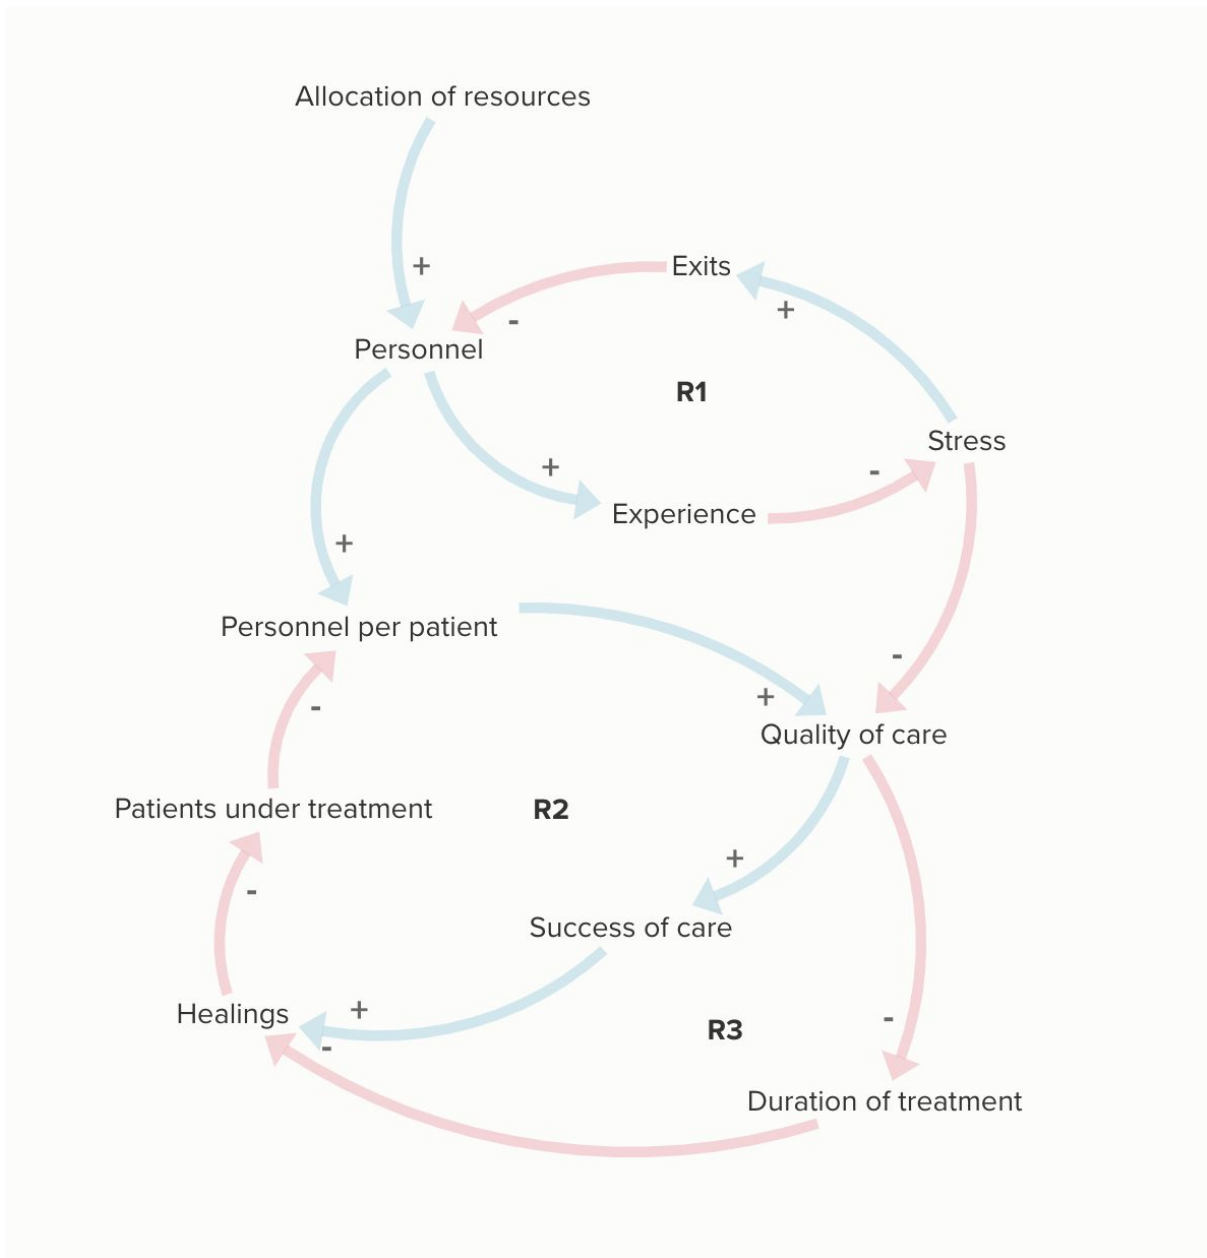 Allocation of resources
+
Exits
+
-
Personnel
R1
Stress
+
-
Experience
+
Personnel per patient
-
+
-
Quality of care
Patients under treatment
R2
+
-
Success of care
+
Healings
-
R3
-
Duration of treatment